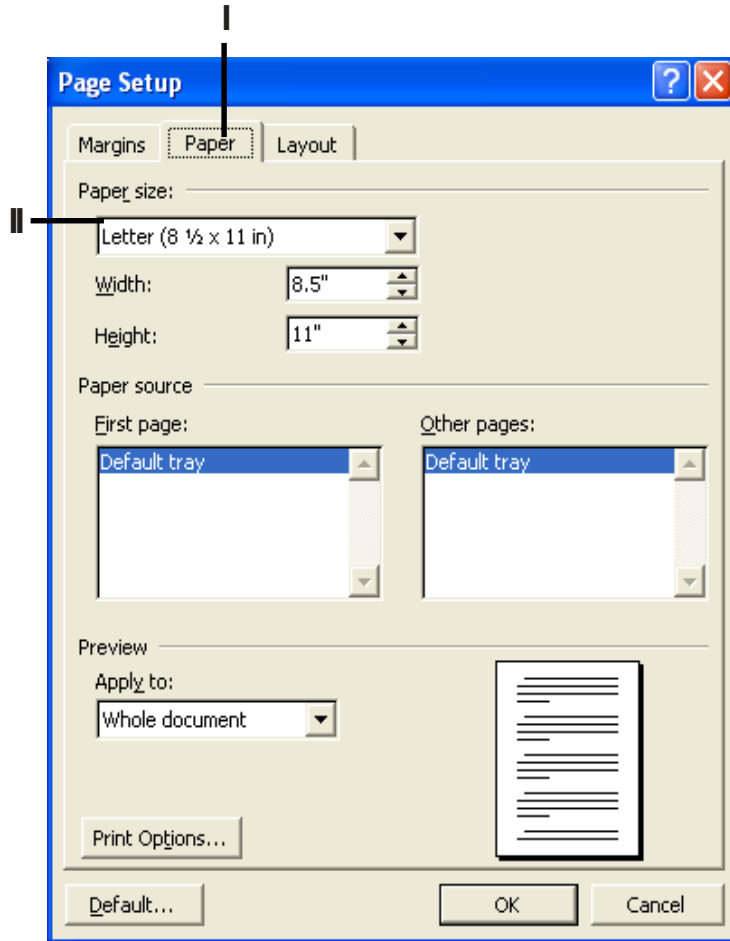 I
Page Setup
Margins Paper Layout
Paper size:
II
Letter (8 ½ x 11 in)
Width: 8.5"
Height: 11"
Paper source
First page: Other pages:
Default tray Default tray
Preview
Apply to:
Whole document
Print Options...
Default... OK Cancel